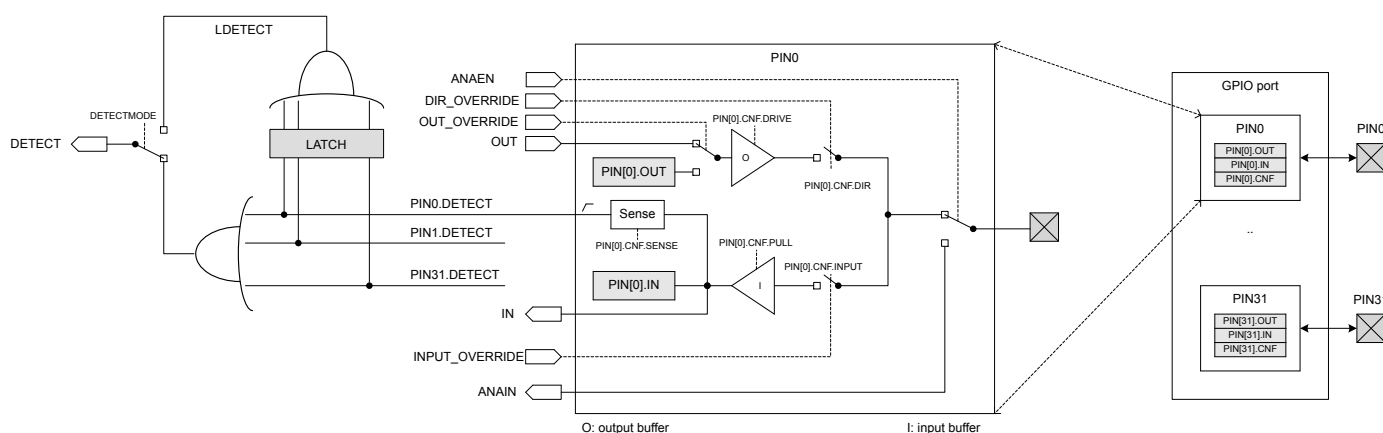 LDETECT
DETECTMODE
DETECT
LATCH
PIN0.DETECT
PIN1.DETECT
PIN31.DETECT
ANAEN
DIR_OVERRIDE
OUT_OVERRIDE
OUT
IN
INPUT_OVERRIDE
ANAIN
PIN0
PIN[0].CNF.DRIVE
O
PIN[0].OUT
PIN[0].CNF.DIR
Sense
PIN[0].CNF.SENSE
PIN[0].CNF.PULL
PIN[0].CNF.INPUT
PIN[0].IN
I
O: output buffer
I: input buffer
GPIO port
PIN0
PIN[0].OUT
PIN[0].IN
PIN[0].CNF
PIN0
..
PIN31
PIN[31].OUT
PIN[31].IN
PIN[31].CNF
PIN31